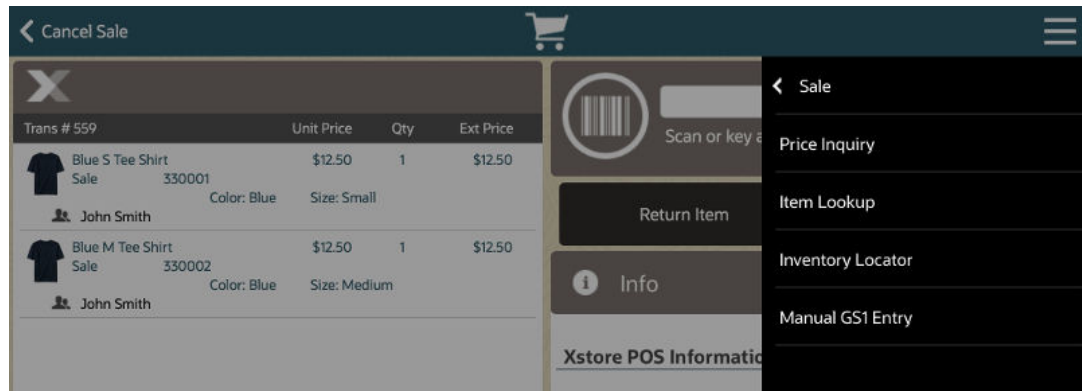 Cancel Sale
Trans # 559 Unit Price Qty Ext Price
Blue S Tee Shirt $12.50 1 $12.50
Sale 330001
Color: Blue Size: Small
John Smith
Blue M Tee Shirt $12.50 1 $12.50
Sale 330002
Color: Blue Size: Medium
John Smith
Scan or key a
Return Item
Info
Xstore POS Informatio
Sale
Price Inquiry
Item Lookup
Inventory Locator
Manual GS1 Entry